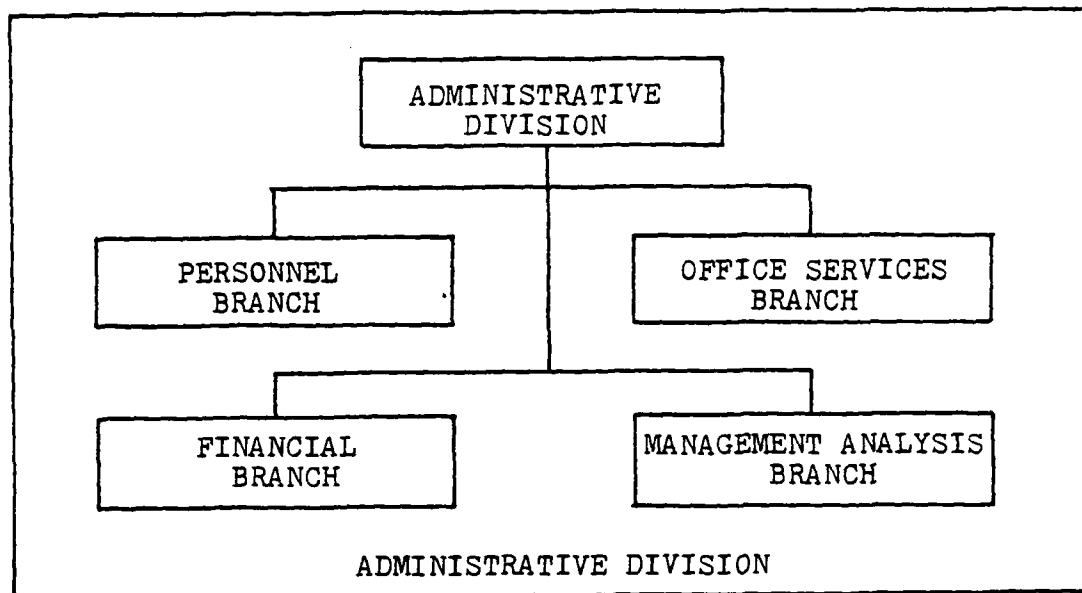 ADMINISTRATIVE
DIVISION
PERSONNEL
BRANCH
OFFICE SERVICES
BRANCH
FINANCIAL
BRANCH
MANAGEMENT ANALYSIS
BRANCH
ADMINISTRATIVE DIVISION